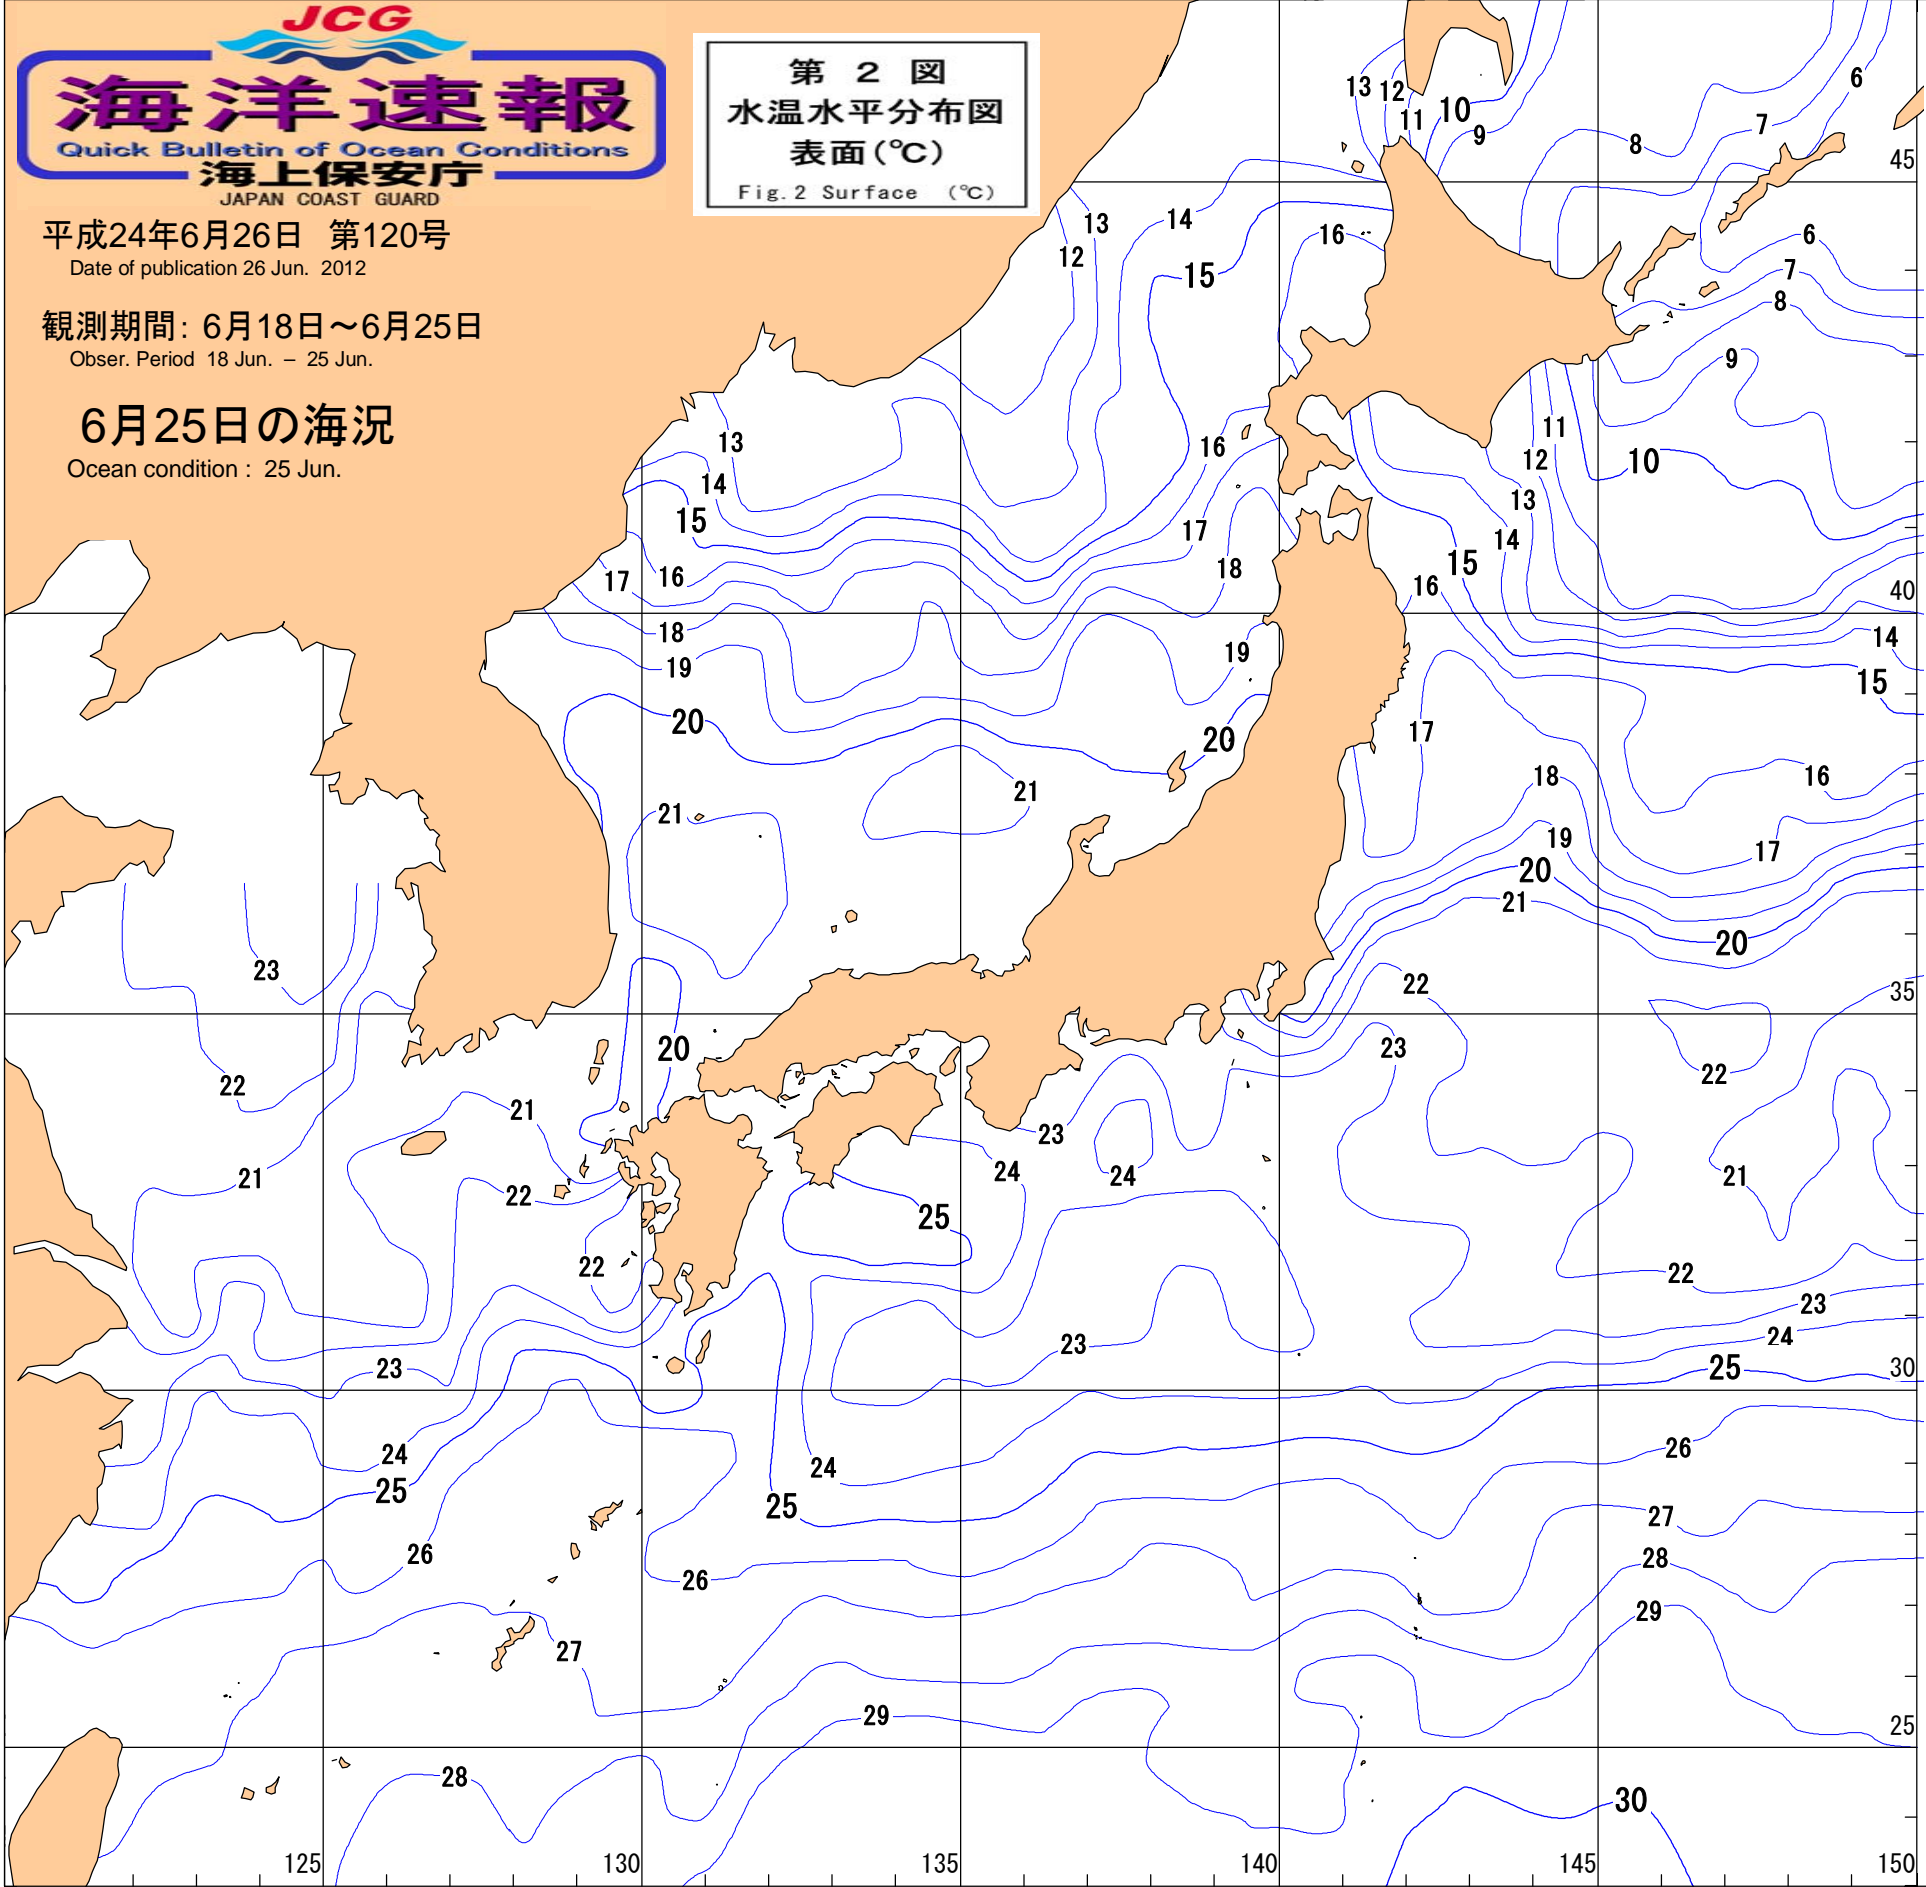 JCG
海洋速報
Quick Bulletin of Ocean Conditions
海上保安庁
JAPAN COAST GUARD
第 2 図
水温水平分布図
表面(℃)
Fig.2 Surface (℃)
平成24年6月26日 第120号
Date of publication 26 Jun. 2012
観測期間: 6月18日～6月25日
Obser. Period 18 Jun. – 25 Jun.
6月25日の海況
Ocean condition : 25 Jun.
13 12 11 10 9 8 7 6
45
13 14 16 6
12 15 7
8
9
13 16 11
14 12 10
15 17 13
14
17 16 18 15 16
40
18 19 14
19 15
20 20 17
21 21 18 16
19 17
20
21
20
23 22
35
20 23
22 21 23 22
21 22 24 24 21
25
22 22
23
23 23 24
25
30
24 24 26
25 25
26 26 27
28
27 29
29 25
28 30
125 130 135 140 145 150